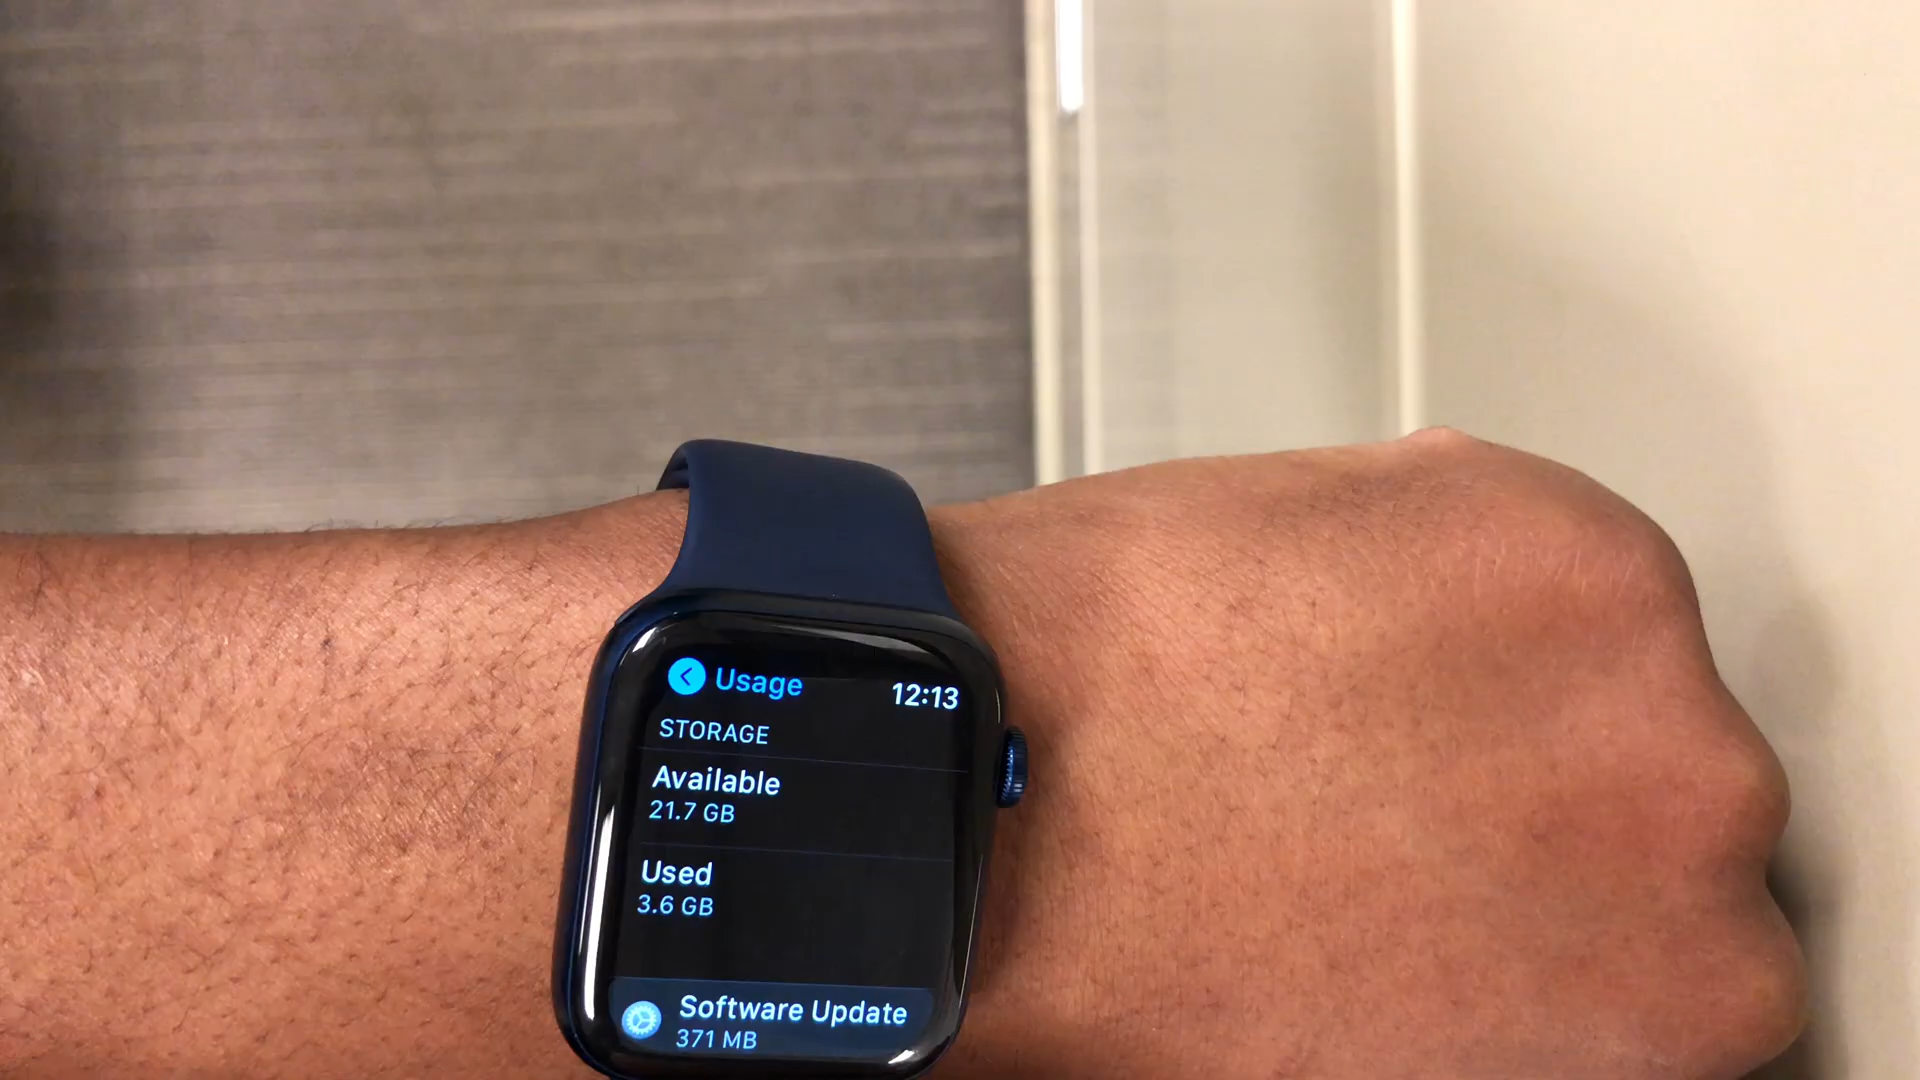 Usage
12:13
STORAGE
Available
21.7 GB
Used
3.6 GB
Software Update
371 MB